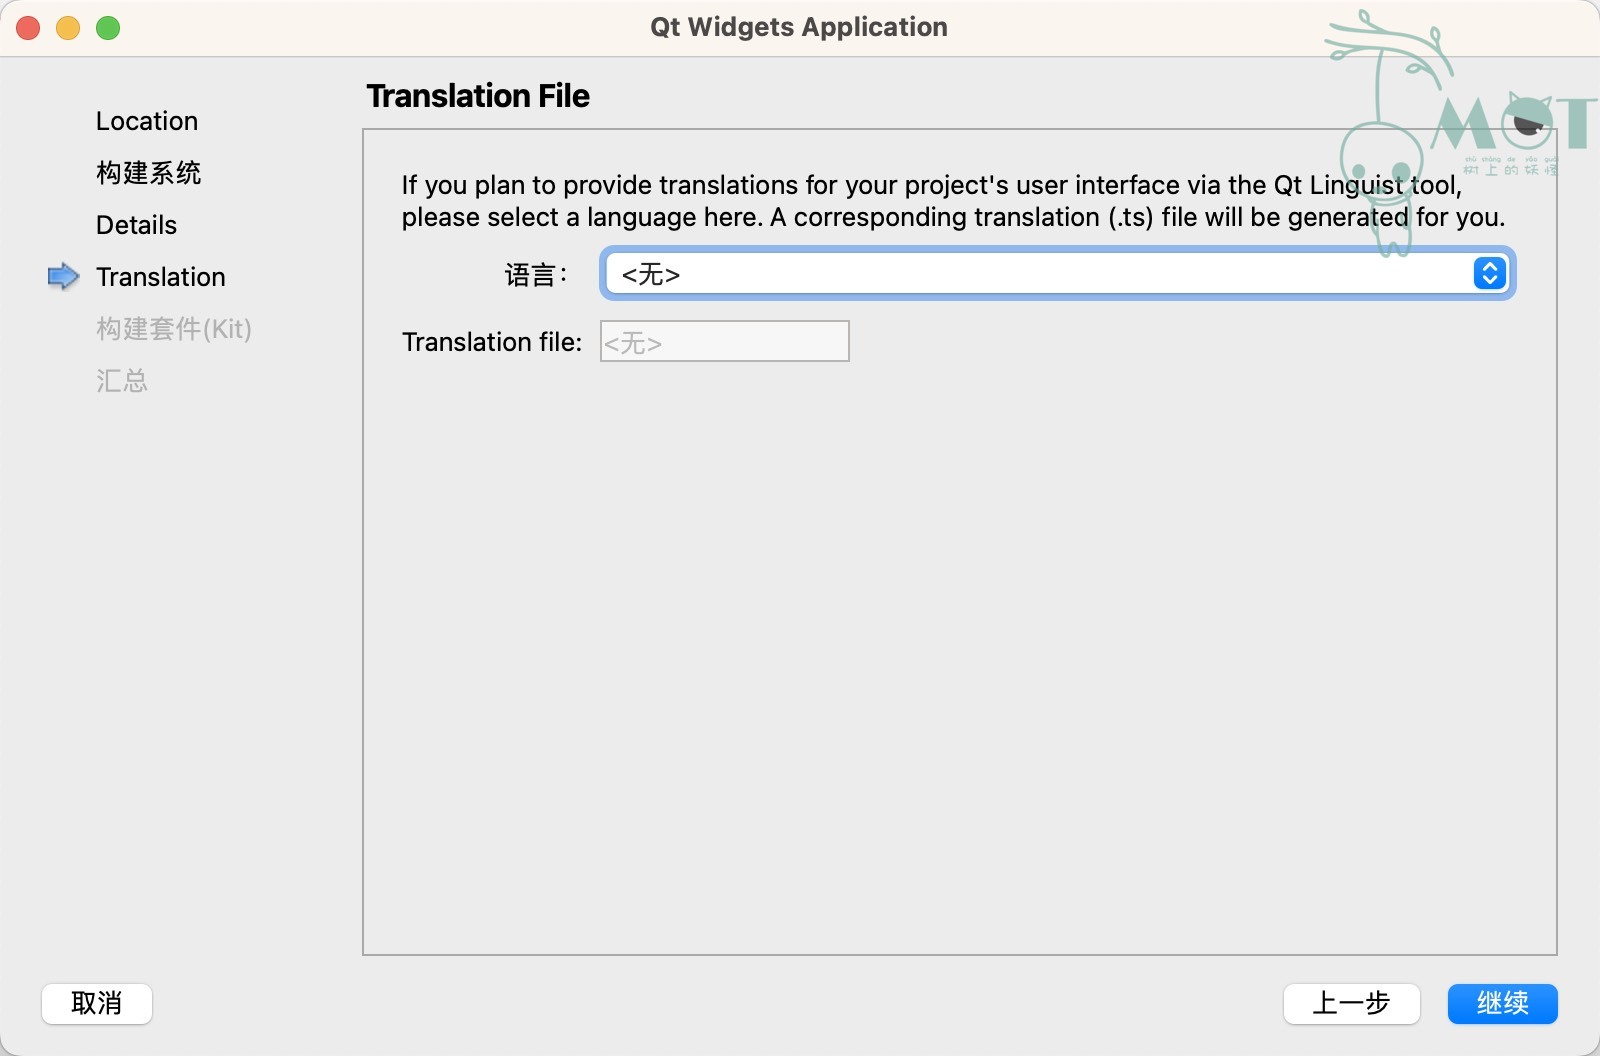 Qt Widgets Application
MOT
shù shàng de yāo guài
树上的妖怪
Location
构建系统
Details
Translation
构建套件(Kit)
汇总
Translation File
If you plan to provide translations for your project's user interface via the Qt Linguist tool,
please select a language here. A corresponding translation (.ts) file will be generated for you.
语言：
<无>
Translation file:
<无>
取消
上一步
继续